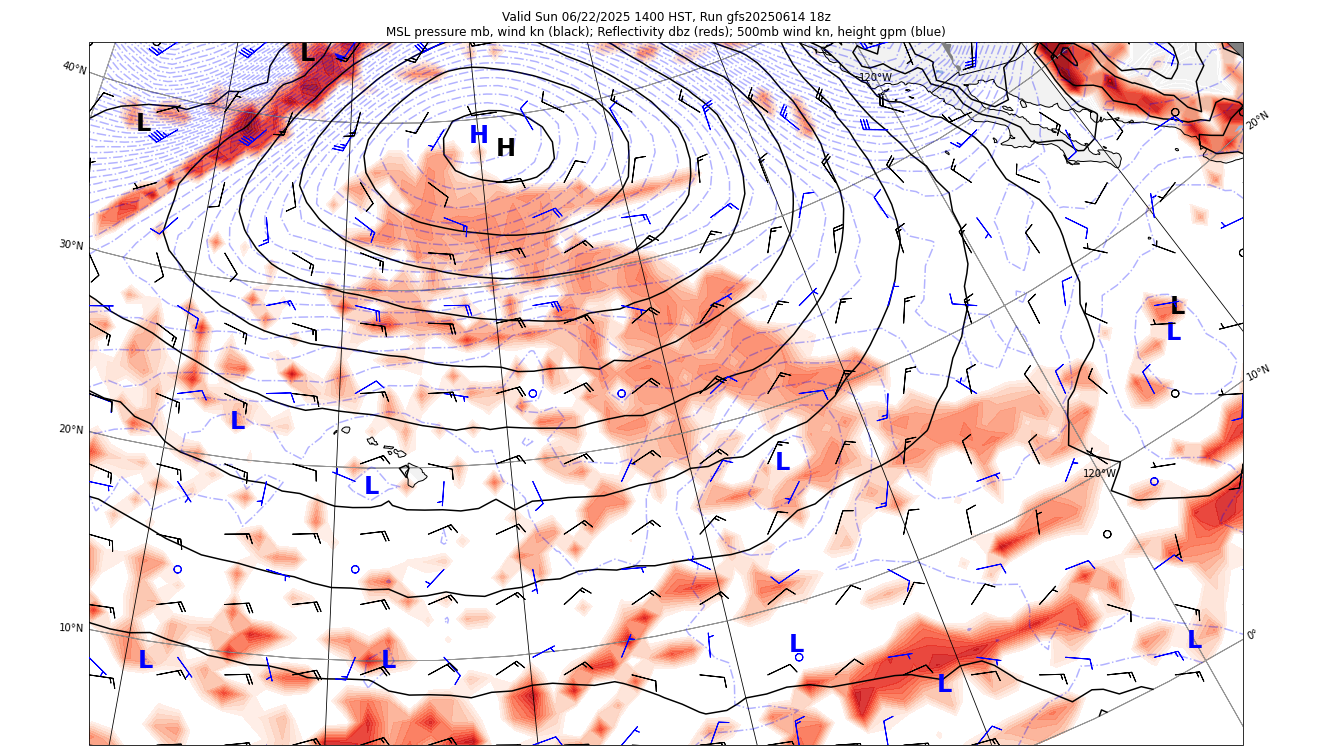 Valid Sun 06/22/2025 1400 HST, Run gfs20250614 18z
MSL pressure mb, wind kn (black); Reflectivity dbz (reds); 500mb wind kn, height gpm (blue)
L
40°N
120°W
L
20°N
H
H
30°N
L
L
10°N
L
20°N
L
L
120°W
10°N
0°
L
L
L
L
L